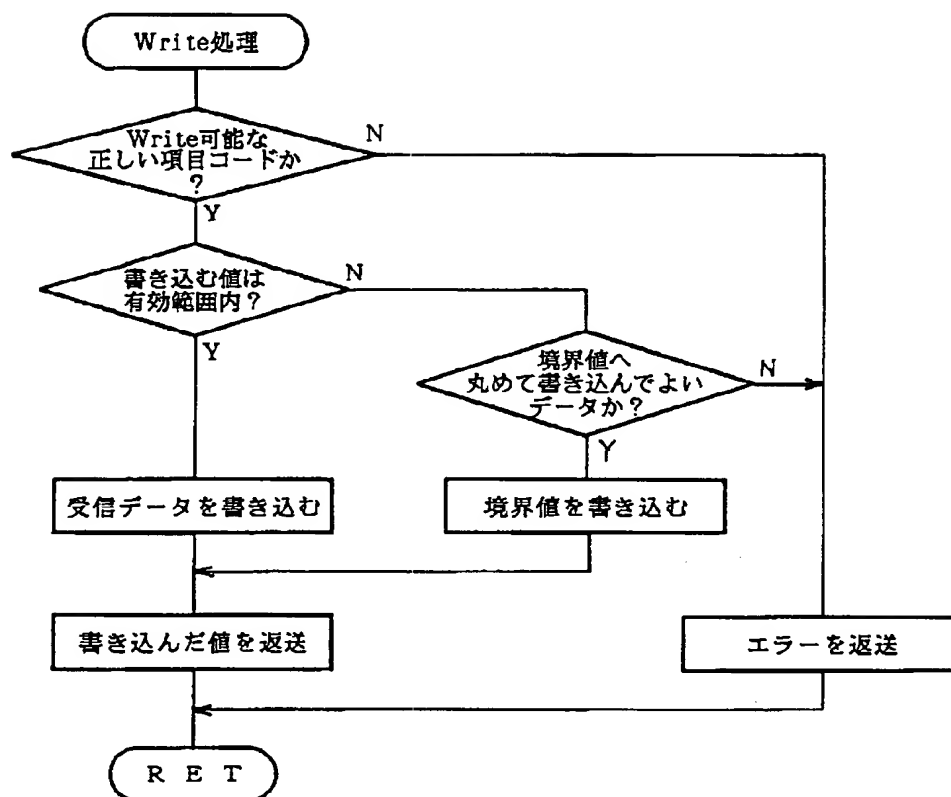 Write処理
Write可能な
正しい項目コードか
?
N
Y
書き込む値は
有効範囲内?
N
Y
境界値へ
丸めて書き込んでよい
データか?
N
Y
受信データを書き込む
境界値を書き込む
書き込んだ値を返送
エラーを返送
R E T